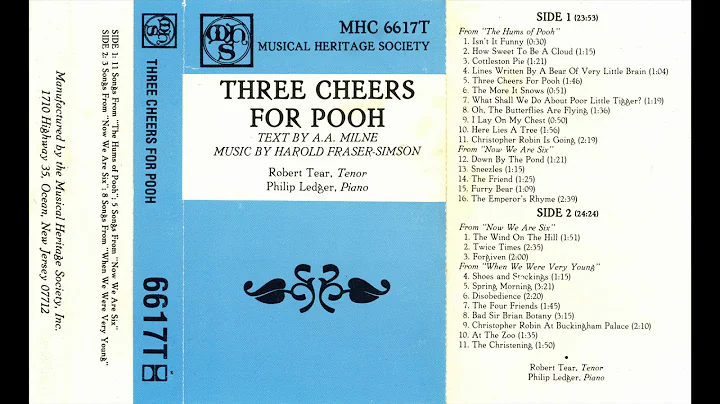 Manufactured by the Musical Heritage Society, Inc.
1710 Highway 35, Ocean, New Jersey 07712
SIDE 1: 11 Songs From "The Hums of Pooh"; 5 Songs From "Now We Are Six"
SIDE 2: 3 Songs From "Now We Are Six"; 8 Songs From "When We Were Very Young"
mhs
THREE CHEERS FOR POOH
6617T
mhs
MHC 6617T
MUSICAL HERITAGE SOCIETY
THREE CHEERS
FOR POOH
TEXT BY A.A. MILNE
MUSIC BY HAROLD FRASER-SIMSON
Robert Tear, Tenor
Philip Ledger, Piano
SIDE 1 (23:53)
From "The Hums of Pooh"
1. Isn't It Funny (0:30)
2. How Sweet To Be A Cloud (1:15)
3. Cottleston Pie (1:21)
4. Lines Written By A Bear Of Very Little Brain (1:04)
5. Three Cheers For Pooh (1:46)
6. The More It Snows (0:51)
7. What Shall We Do About Poor Little Tigger? (1:19)
8. Oh. The Butterflies Are Flying (1:36)
9. I Lay On My Chest (0:50)
10. Here Lies A Tree (1:56)
11. Christopher Robin Is Going (2:19)
From "Now We Are Six"
12. Down By The Pond (1:21)
13. Sneezles (1:15)
14. The Friend (1:25)
15. Furry Bear (1:09)
16. The Emperor's Rhyme (2:39)
SIDE 2 (24:24)
From "Now We Are Six"
1. The Wind On The Hill (1:51)
2. Twice Times (2:35)
3. Forgiven (2:00)
From "When We Were Very Young"
4. Shoes and Stockings (1:15)
5. Spring Morning (3:21)
6. Disobedience (2:20)
7. The Four Friends (1:45)
8. Bad Sir Brian Botany (3:15)
9. Christopher Robin At Buckingham Palace (2:10)
10. At The Zoo (1:35)
11. The Christening (1:50)
Robert Tear, Tenor
Philip Ledger, Piano